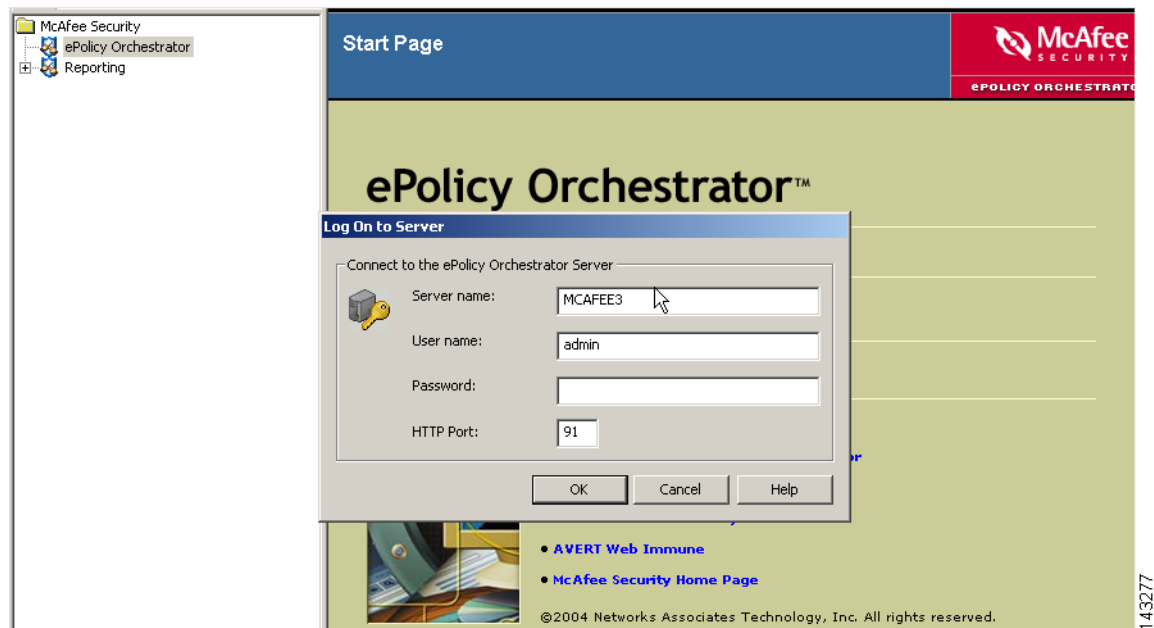 McAfee Security
ePolicy Orchestrator
Reporting
Start Page
McAfee
SECURITY
ePOLICY ORCHESTRATO
ePolicy Orchestrator™
Log On to Server
Connect to the ePolicy Orchestrator Server
Server name: MCAFEE3
User name: admin
Password:
HTTP Port: 91
or
OK Cancel Help
• AVERT Web Immune
• McAfee Security Home Page
©2004 Networks Associates Technology, Inc. All rights reserved.
143277